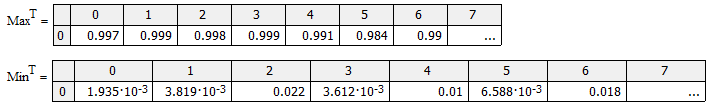 0 1 2 3 4 5 6 7
Max^T = 0 0.997 0.999 0.998 0.999 0.991 0.984 0.99 ...
0 1 2 3 4 5 6 7
Min^T = 0 1.935·10^-3 3.819·10^-3 0.022 3.612·10^-3 0.01 6.588·10^-3 0.018 ...